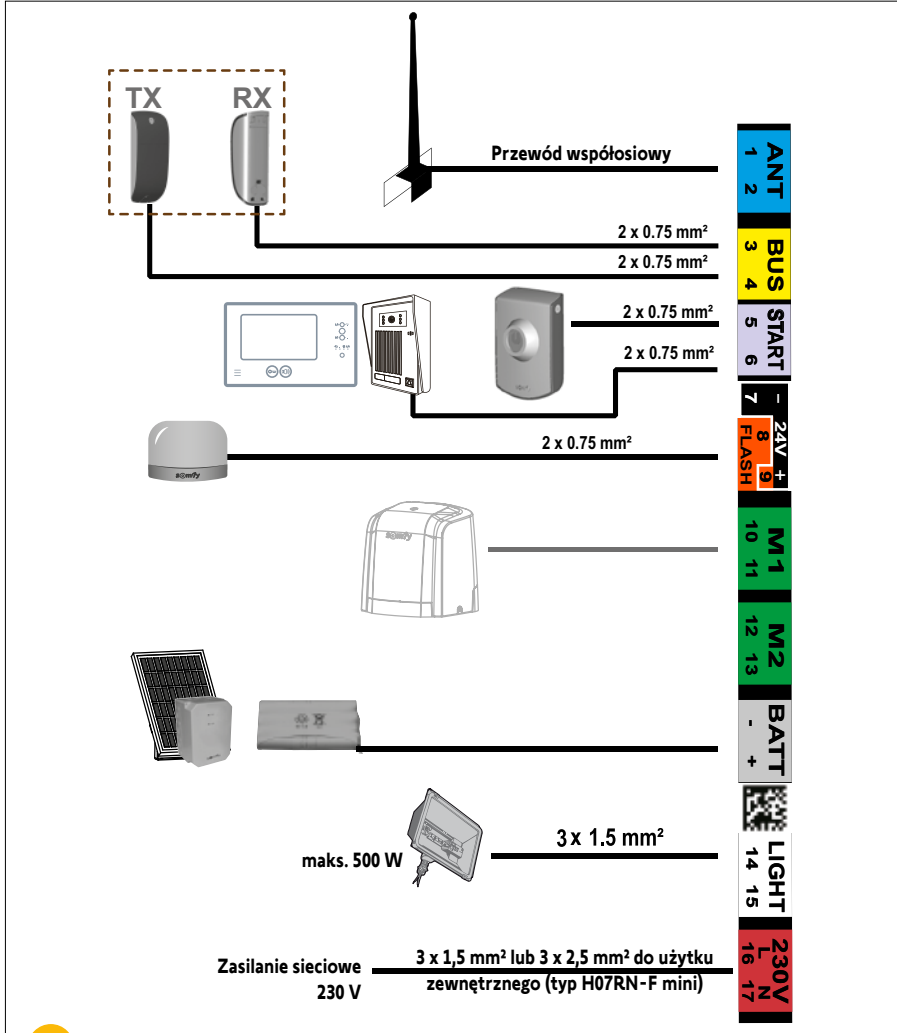 TX RX
Przewód współosiowy
ANT
1 2
2 x 0.75 mm²
2 x 0.75 mm²
BUS
3 4
2 x 0.75 mm²
2 x 0.75 mm²
START
5 6
2 x 0.75 mm²
somfy
- 24V +
7 8 9
FLASH
somfy
M1
10 11
M2
12 13
BATT
- +
maks. 500 W
3 x 1.5 mm²
LIGHT
14 15
Zasilanie sieciowe
230 V
3 x 1,5 mm² lub 3 x 2,5 mm² do użytku
zewnętrznego (typ H07RN-F mini)
230V
L N
16 17